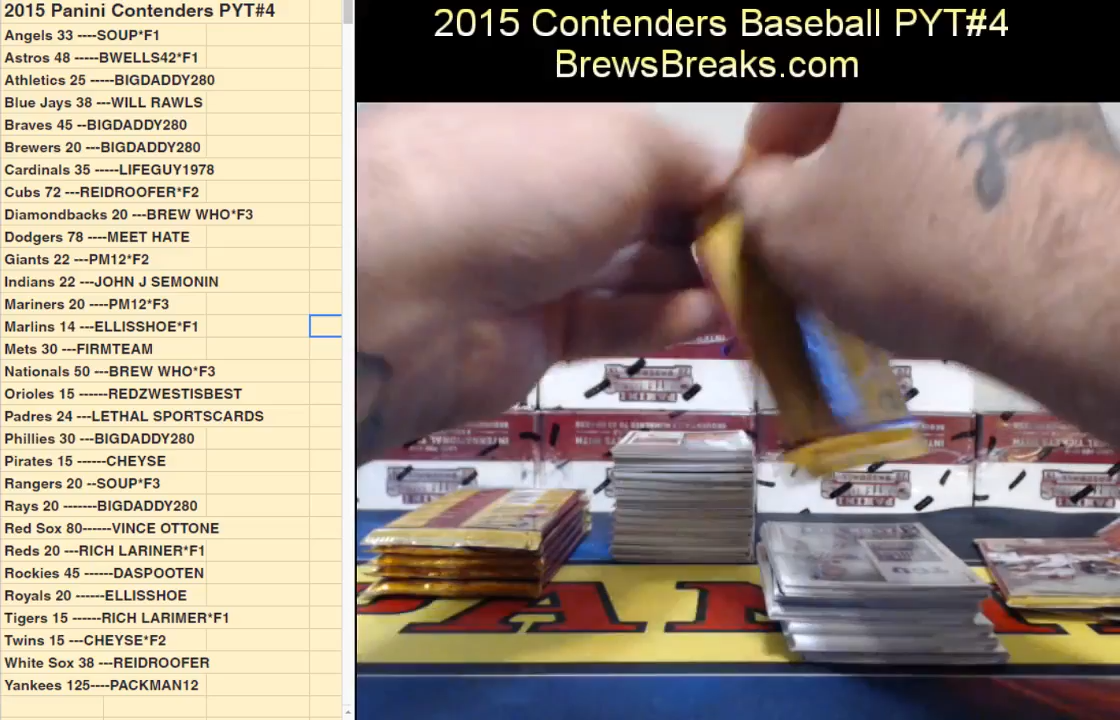 2015 Panini Contenders PYT#4
Angels 33 ----SOUP*F1
Astros 48 -----BWELLS42*F1
Athletics 25 -----BIGDADDY280
Blue Jays 38 ---WILL RAWLS
Braves 45 --BIGDADDY280
Brewers 20 ---BIGDADDY280
Cardinals 35 -----LIFEGUY1978
Cubs 72 ---REIDROOFER*F2
Diamondbacks 20 ---BREW WHO*F3
Dodgers 78 ----MEET HATE
Giants 22 ---PM12*F2
Indians 22 ---JOHN J SEMONIN
Mariners 20 ----PM12*F3
Marlins 14 ---ELLISSHOE*F1
Mets 30 ---FIRMTEAM
Nationals 50 ---BREW WHO*F3
Orioles 15 ------REDZWESTISBEST
Padres 24 ---LETHAL SPORTSCARDS
Phillies 30 ---BIGDADDY280
Pirates 15 ------CHEYSE
Rangers 20 --SOUP*F3
Rays 20 -------BIGDADDY280
Red Sox 80------VINCE OTTONE
Reds 20 ---RICH LARINER*F1
Rockies 45 ------DASPOOTEN
Royals 20 ------ELLISSHOE
Tigers 15 ------RICH LARIMER*F1
Twins 15 ---CHEYSE*F2
White Sox 38 ---REIDROOFER
Yankees 125----PACKMAN12
2015 Contenders Baseball PYT#4
BrewsBreaks.com
PANINI